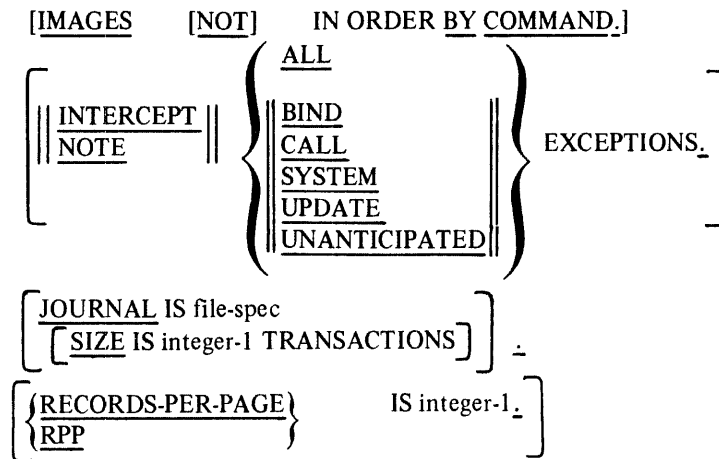 [IMAGES [NOT] IN ORDER BY COMMAND.]
ALL
INTERCEPT
NOTE
BIND
CALL
SYSTEM
UPDATE
UNANTICIPATED
EXCEPTIONS.
JOURNAL IS file-spec
[SIZE IS integer-1 TRANSACTIONS] .
RECORDS-PER-PAGE
RPP
IS integer-1.